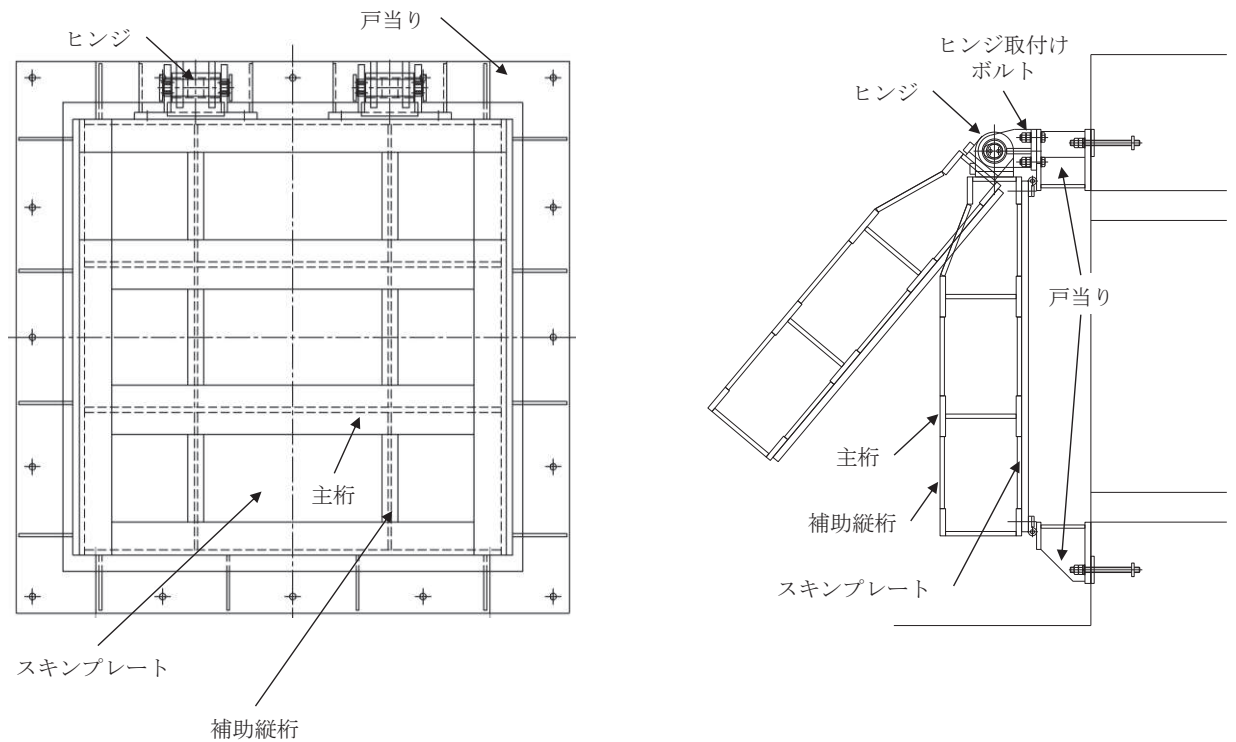 戸当り
ヒンジ
主桁
スキンプレート
補助縦桁
ヒンジ取付け
ボルト
ヒンジ
戸当り
主桁
補助縦桁
スキンプレート